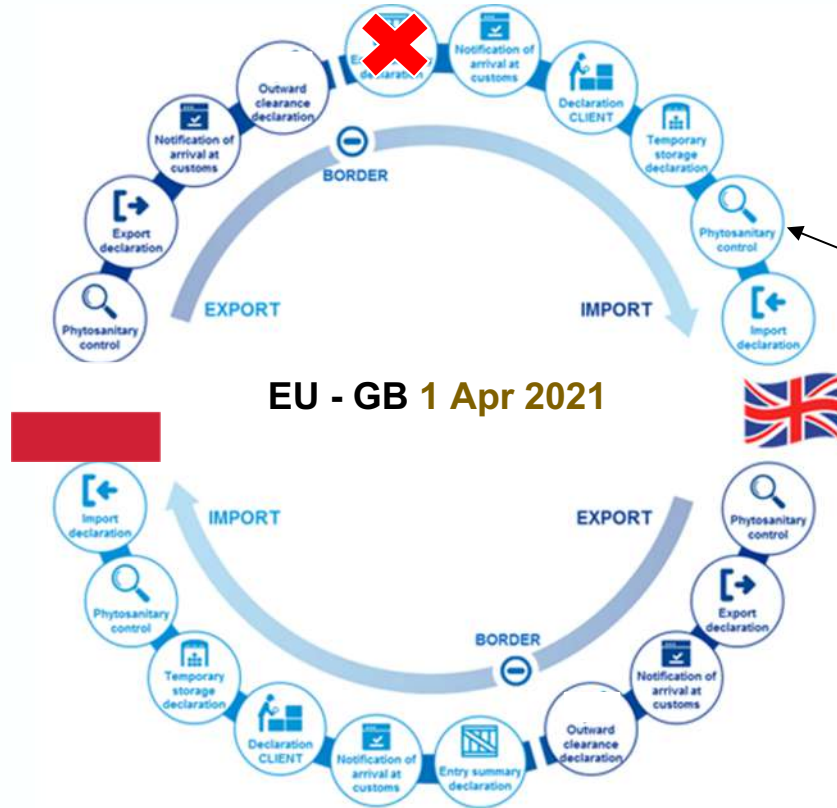 Notification of
arrival at
customs
Declaration
CLIENT
Temporary
storage
declaration
Phytosanitary
control
Import
declaration
Outward
clearance
declaration
Notification of
arrival at
customs
Export
declaration
Phytosanitary
control
BORDER
EXPORT
IMPORT
EU - GB 1 Apr 2021
IMPORT
EXPORT
BORDER
Import
declaration
Phytosanitary
control
Temporary
storage
declaration
Declaration
CLIENT
Notification of
arrival at
customs
Entry summary
declaration
Outward
clearance
declaration
Notification of
arrival at
customs
Export
declaration
Phytosanitary
control